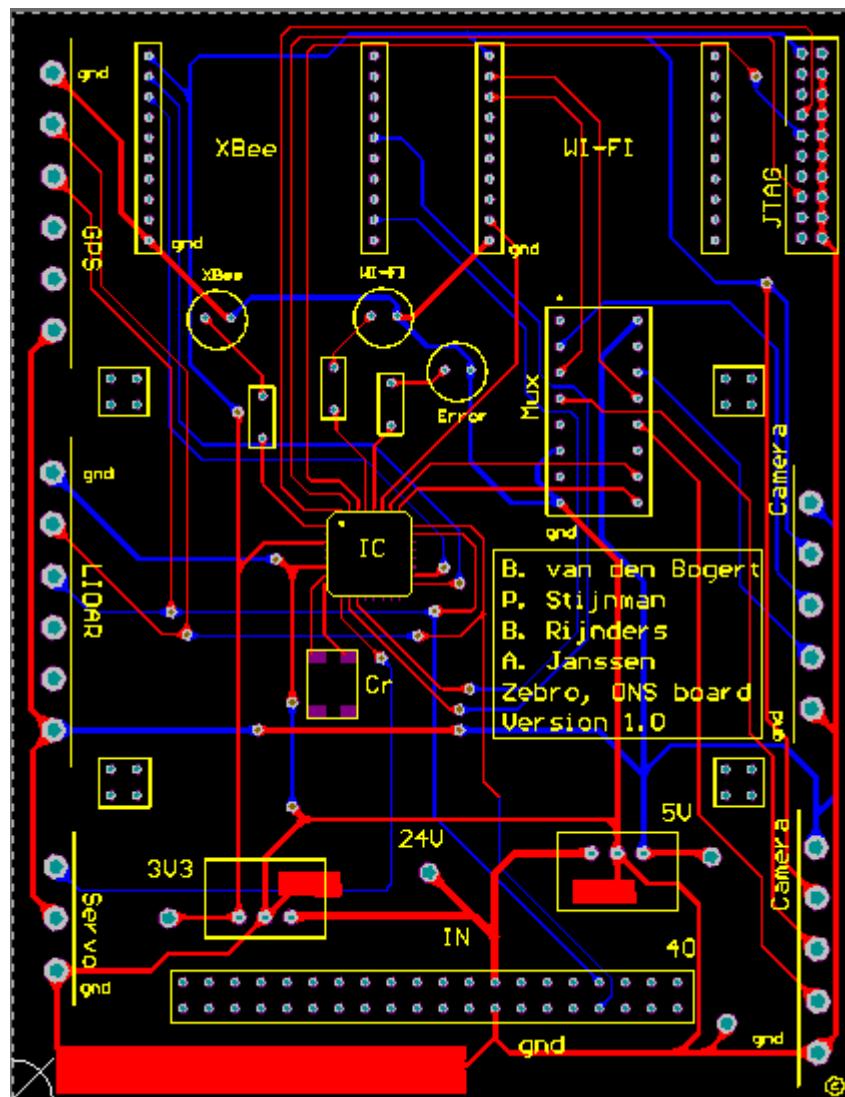 gnd
XBee
WI-FI
JTAG
GPS
gnd
gnd
XBee
WI-FI
Error
Mux
gnd
gnd
Camera
LIDAR
IC
Cr
B. van den Bogert
P. Stijnman
B. Rijnders
A. Janssen
Zebro, ONS board
Version 1.0
gnd
5V
24V
3V3
Camera
Servo
IN
40
gnd
gnd
gnd
©